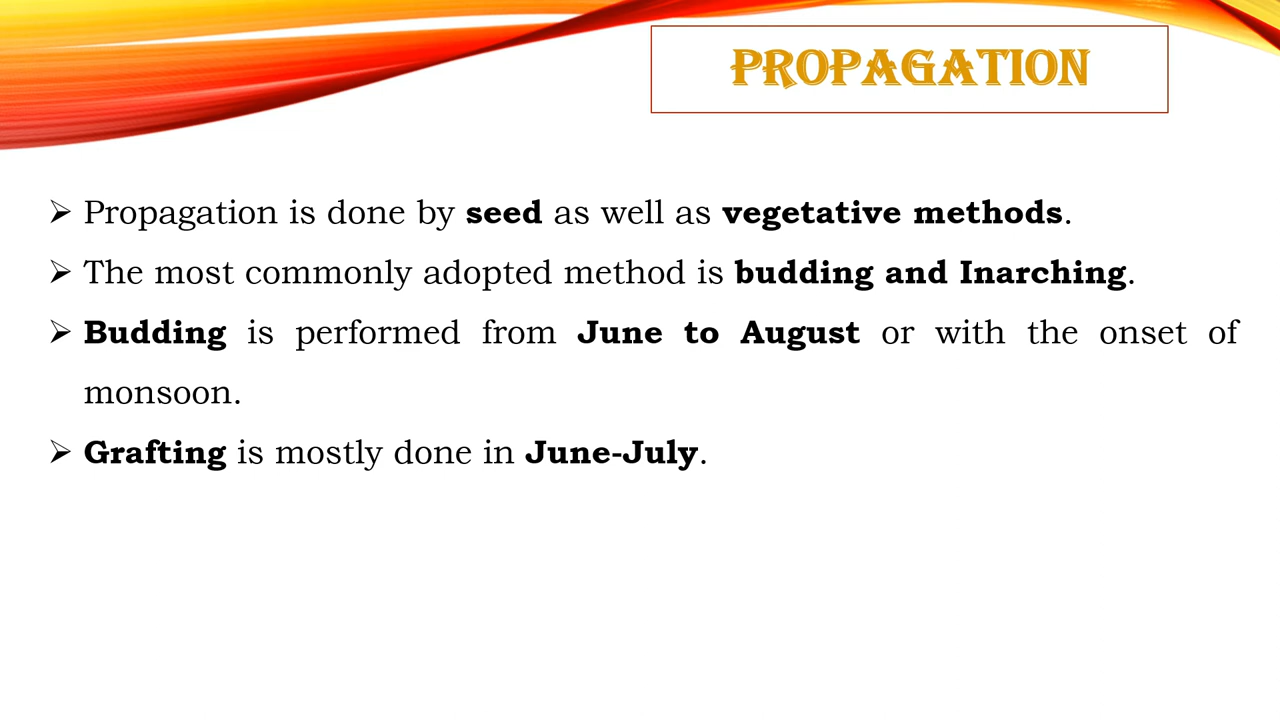 PROPAGATION
➢ Propagation is done by seed as well as vegetative methods.
➢ The most commonly adopted method is budding and Inarching.
➢ Budding is performed from June to August or with the onset of
monsoon.
➢ Grafting is mostly done in June-July.